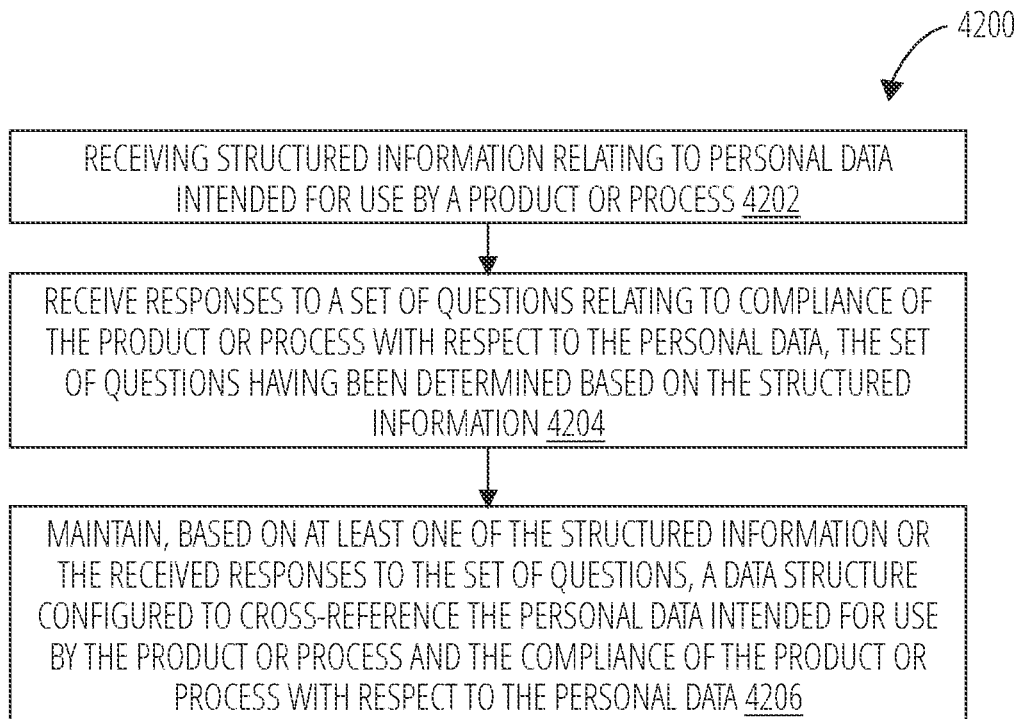 4200
RECEIVING STRUCTURED INFORMATION RELATING TO PERSONAL DATA
INTENDED FOR USE BY A PRODUCT OR PROCESS 4202
RECEIVE RESPONSES TO A SET OF QUESTIONS RELATING TO COMPLIANCE OF
THE PRODUCT OR PROCESS WITH RESPECT TO THE PERSONAL DATA, THE SET
OF QUESTIONS HAVING BEEN DETERMINED BASED ON THE STRUCTURED
INFORMATION 4204
MAINTAIN, BASED ON AT LEAST ONE OF THE STRUCTURED INFORMATION OR
THE RECEIVED RESPONSES TO THE SET OF QUESTIONS, A DATA STRUCTURE
CONFIGURED TO CROSS-REFERENCE THE PERSONAL DATA INTENDED FOR USE
BY THE PRODUCT OR PROCESS AND THE COMPLIANCE OF THE PRODUCT OR
PROCESS WITH RESPECT TO THE PERSONAL DATA 4206